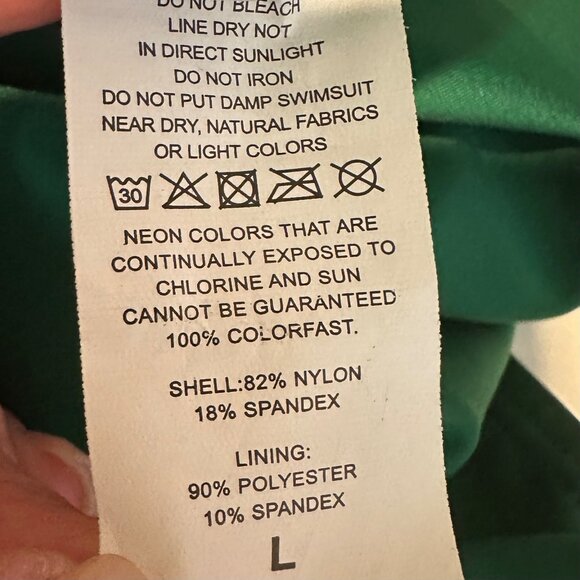 DO NOT BLEACH
LINE DRY NOT
IN DIRECT SUNLIGHT
DO NOT IRON
DO NOT PUT DAMP SWIMSUIT
NEAR DRY, NATURAL FABRICS
OR LIGHT COLORS
30
NEON COLORS THAT ARE
CONTINUALLY EXPOSED TO
CHLORINE AND SUN
CANNOT BE GUARANTEED
100% COLORFAST.
SHELL:82% NYLON
18% SPANDEX
LINING:
90% POLYESTER
10% SPANDEX
L